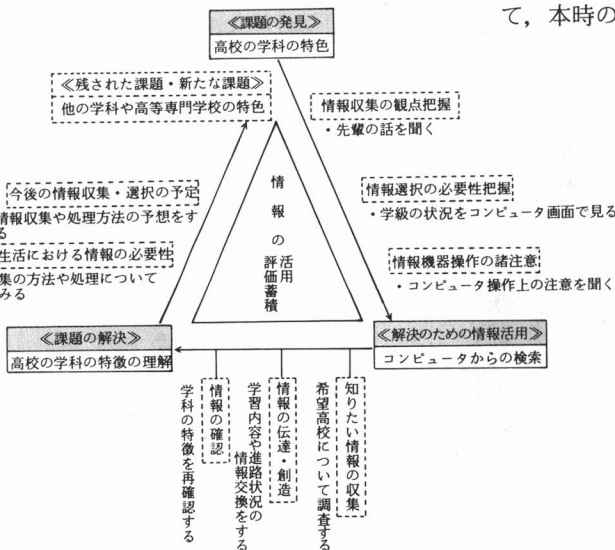 て，本時の
≪課題の発見≫
高校の学科の特色
≪残された課題・新たな課題≫
他の学科や高等専門学校の特色
情報収集の観点把握
・先輩の話を聞く
情報選択の必要性把握
・学級の状況をコンピュータ画面で見る
情報機器操作の諸注意
・コンピュータ操作上の注意を聞く
情報の
活用
評価蓄積
今後の情報収集・選択の予定
情報収集や処理方法の予想をす
る
生活における情報の必要性
集の方法や処理について
みる
≪課題の解決≫
高校の学科の特徴の理解
≪解決のための情報活用≫
コンピュータからの検索
知りたい情報の収集
希望高校について調査する
情報の伝達・創造
学習内容や進路状況の
情報交換をする
情報の確認
学科の特徴を再確認する